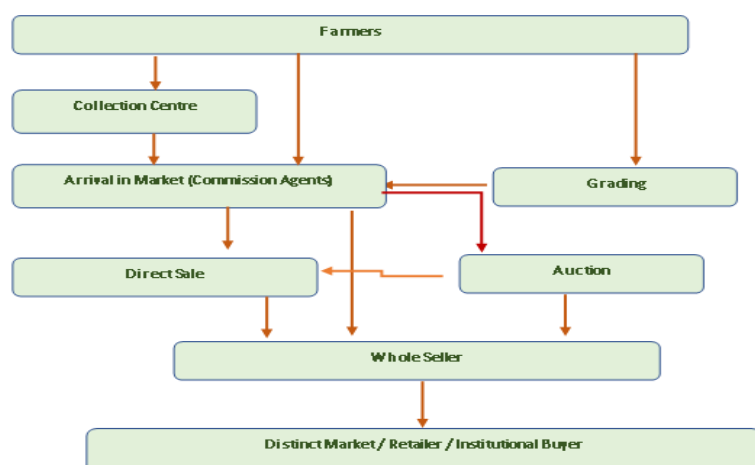 Farmers
Collection Centre
Arrival in Market (Commission Agents)
Grading
Direct Sale
Auction
Whole Seller
Distinct Market / Retailer / Institutional Buyer